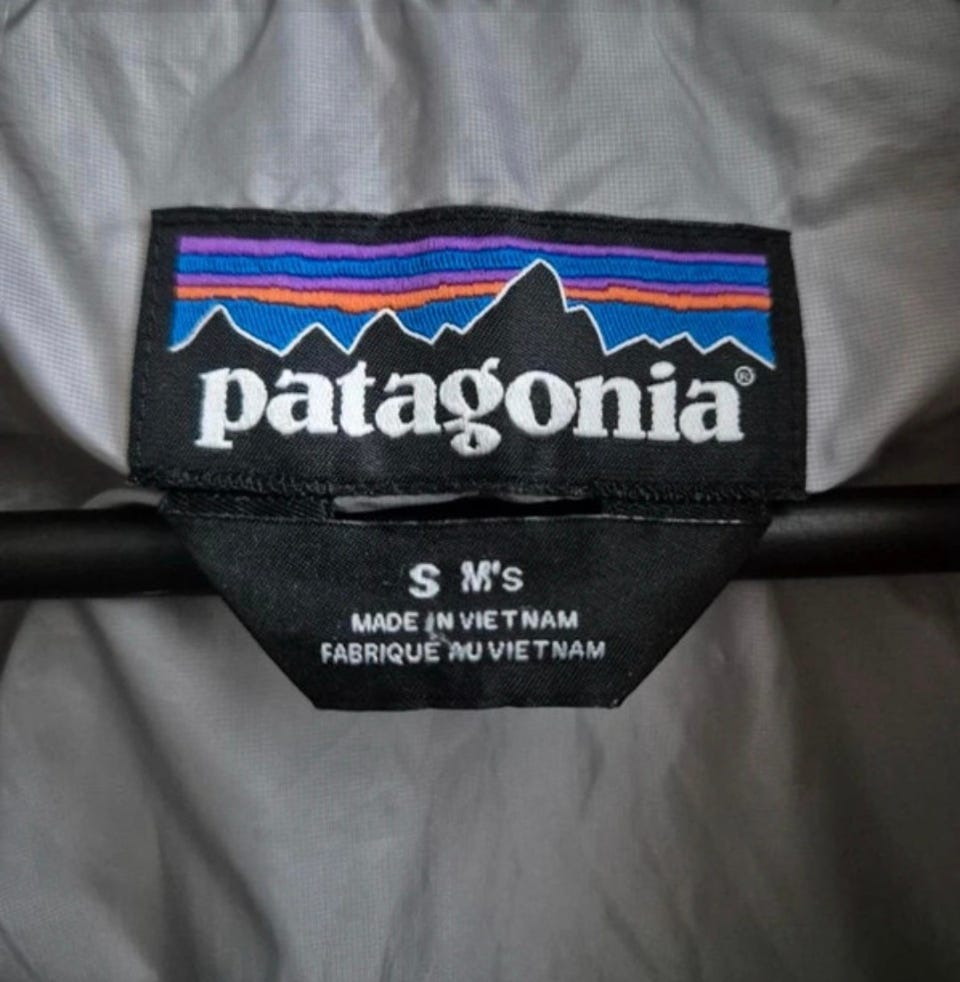 patagonia®
S M's
MADE IN VIETNAM
FABRIQUE AU VIETNAM